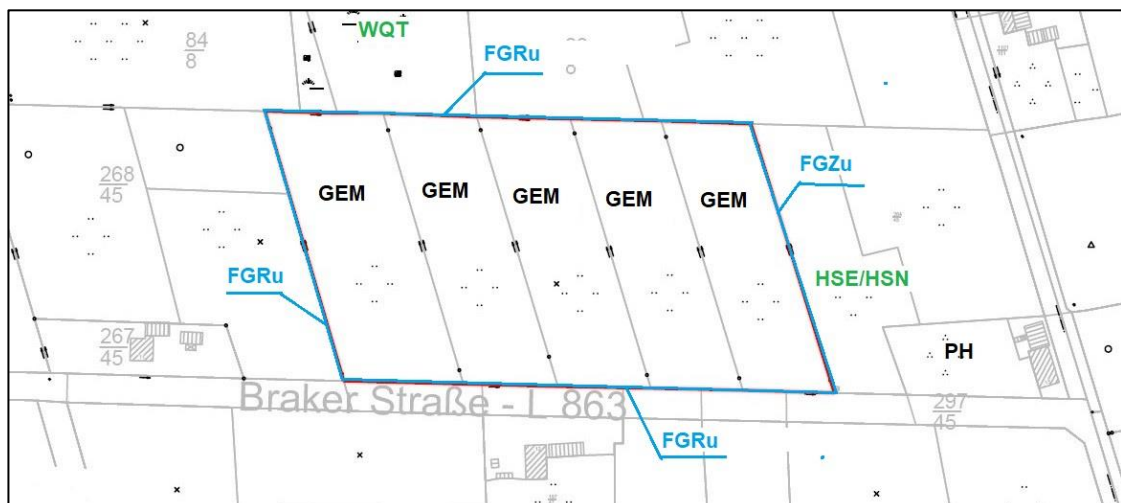 WQT
84
8
FGRu
FGZu
268
45
GEM
GEM
GEM
GEM
GEM
FGRu
HSE/HSN
267
45
PH
Braker Straße - L 863
297
45
FGRu